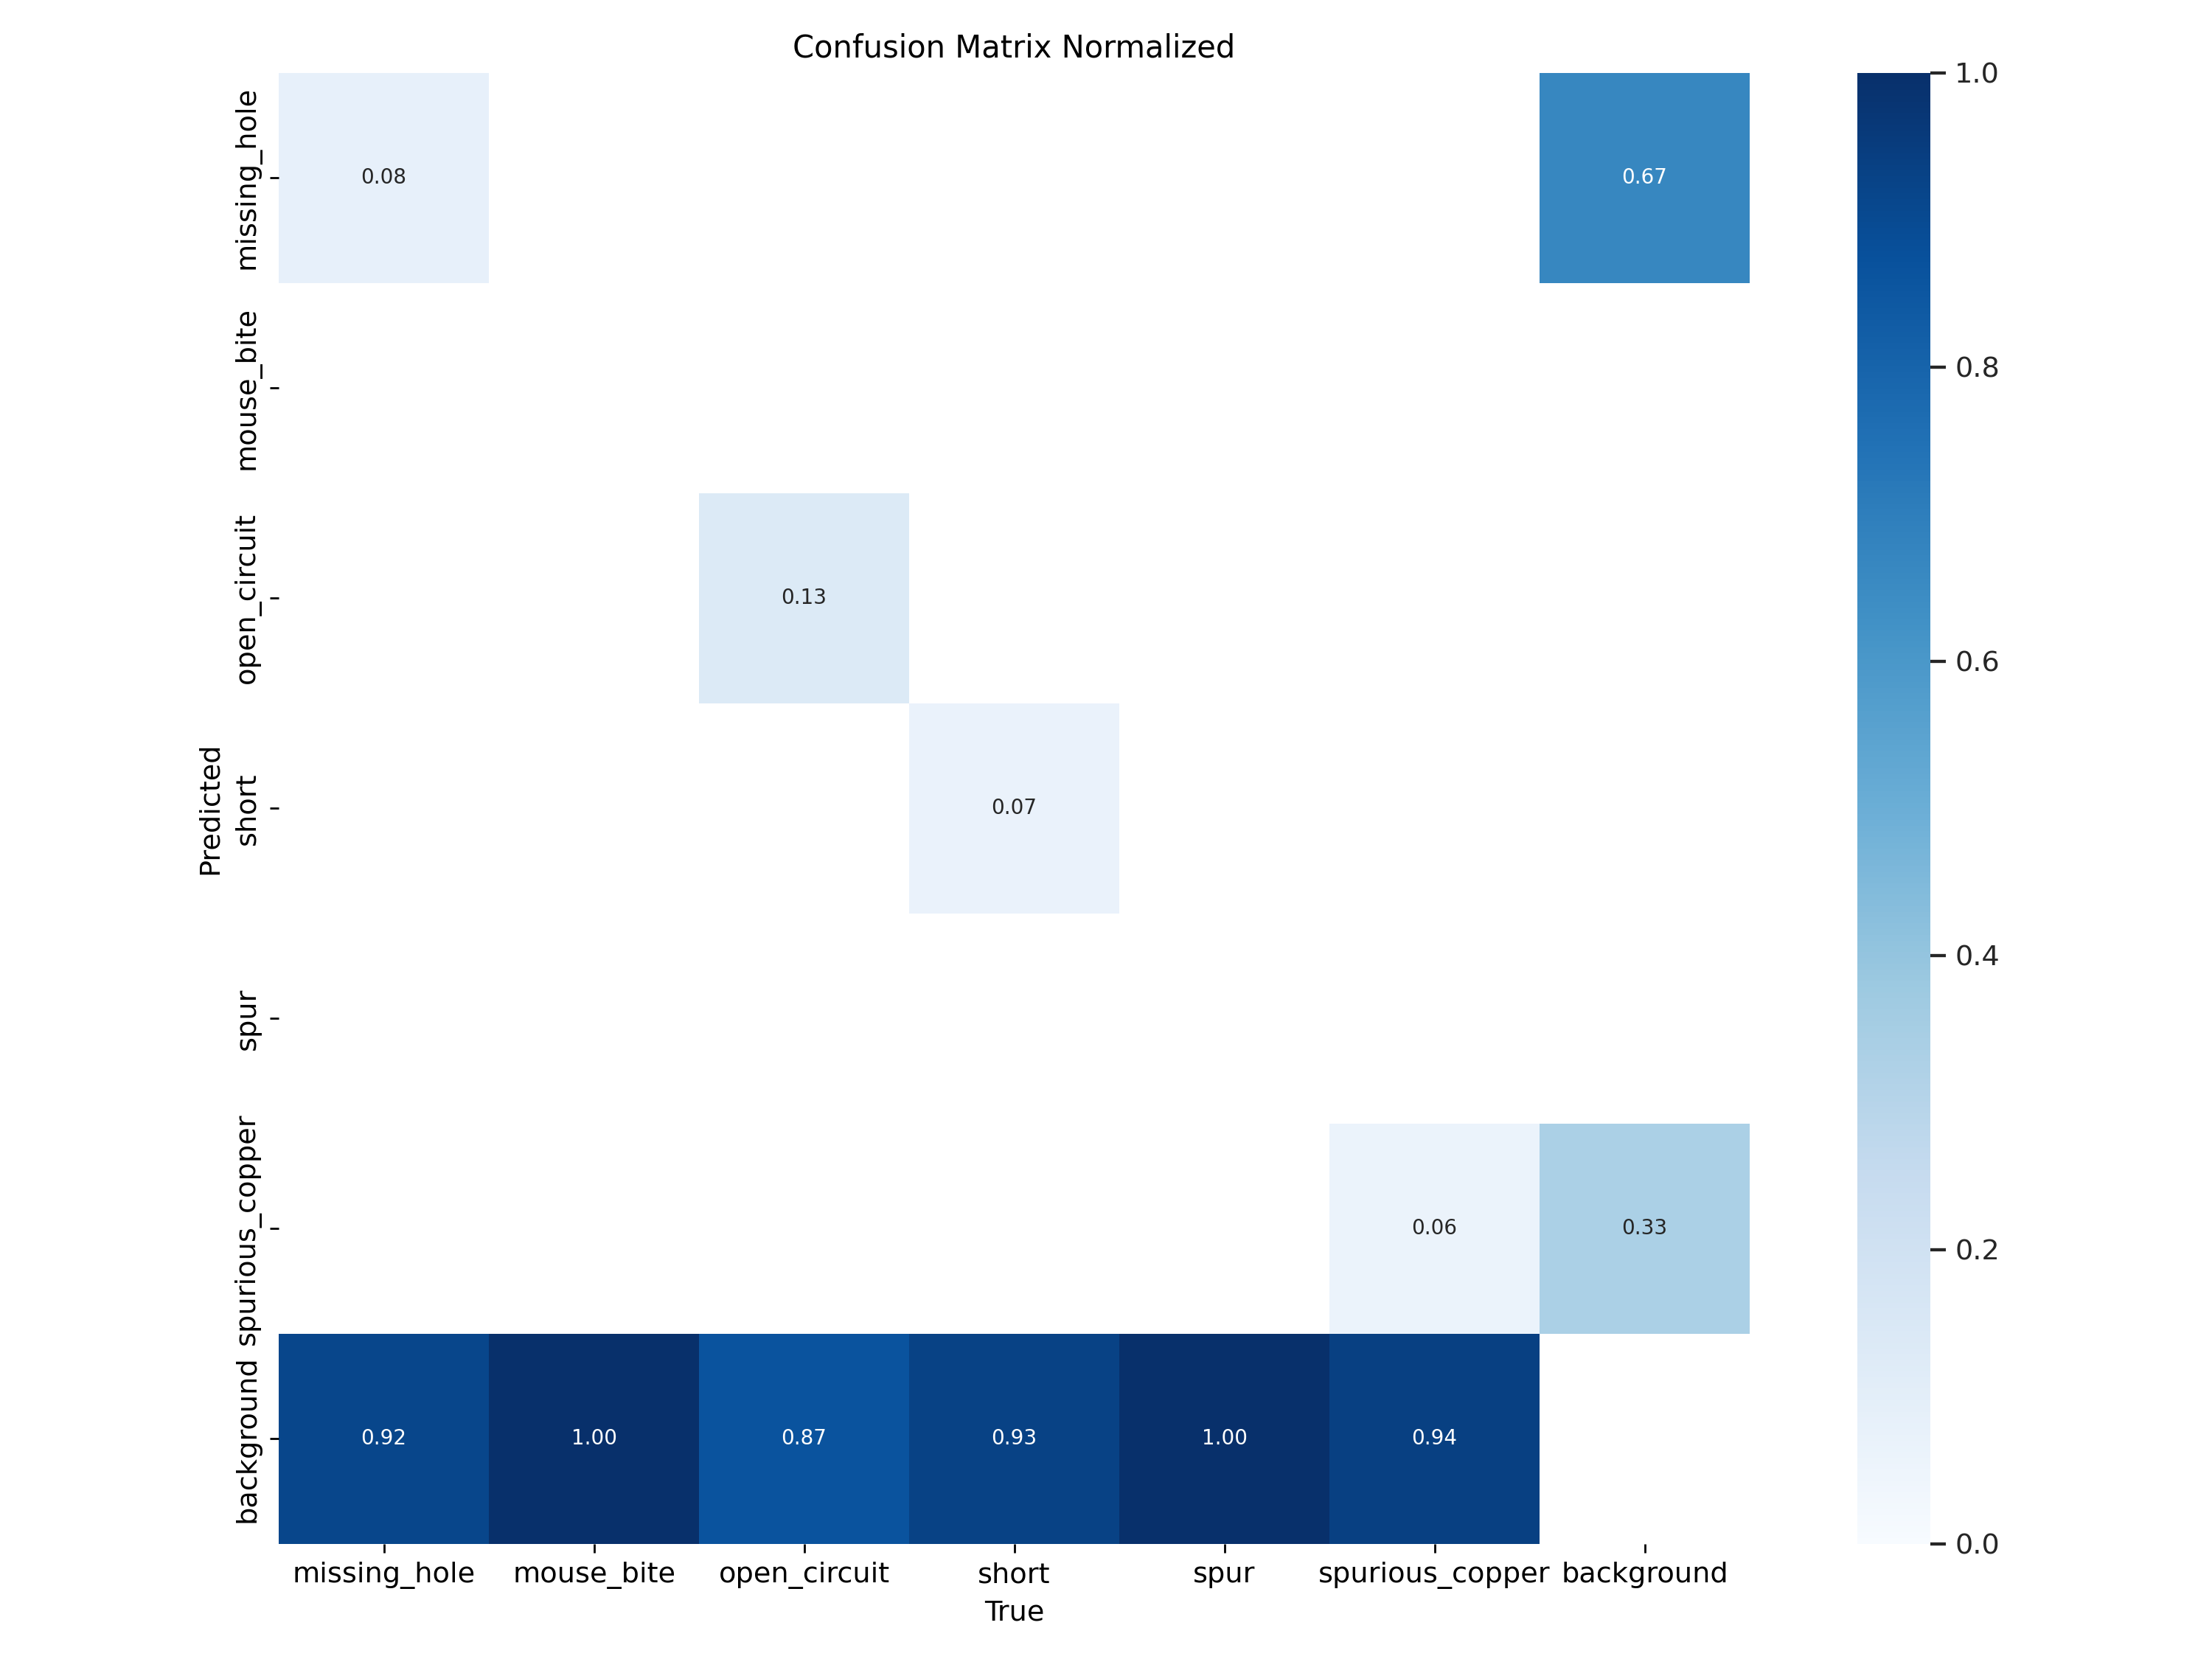 Confusion Matrix Normalized
missing_hole
0.08
0.67
1.0
mouse_bite
0.8
open_circuit
0.13
0.6
Predicted
short
0.07
0.4
spur
spurious_copper
0.06
0.33
0.2
background
0.92 1.00 0.87 0.93 1.00 0.94
0.0
missing_hole mouse_bite open_circuit short spur spurious_copper background
True